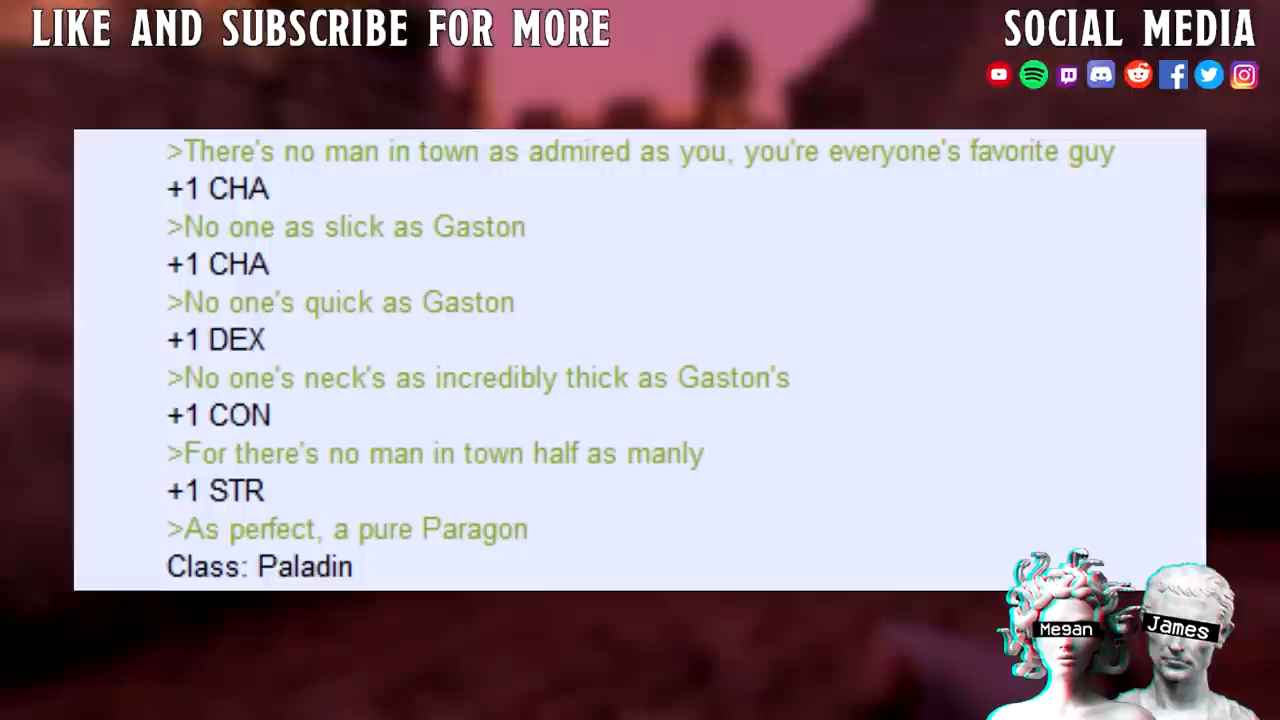 LIKE AND SUBSCRIBE FOR MORE
SOCIAL MEDIA
>There's no man in town as admired as you, you're everyone's favorite guy
+1 CHA
>No one as slick as Gaston
+1 CHA
>No one's quick as Gaston
+1 DEX
>No one's neck's as incredibly thick as Gaston's
+1 CON
>For there's no man in town half as manly
+1 STR
>As perfect, a pure Paragon
Class: Paladin
Megan
James